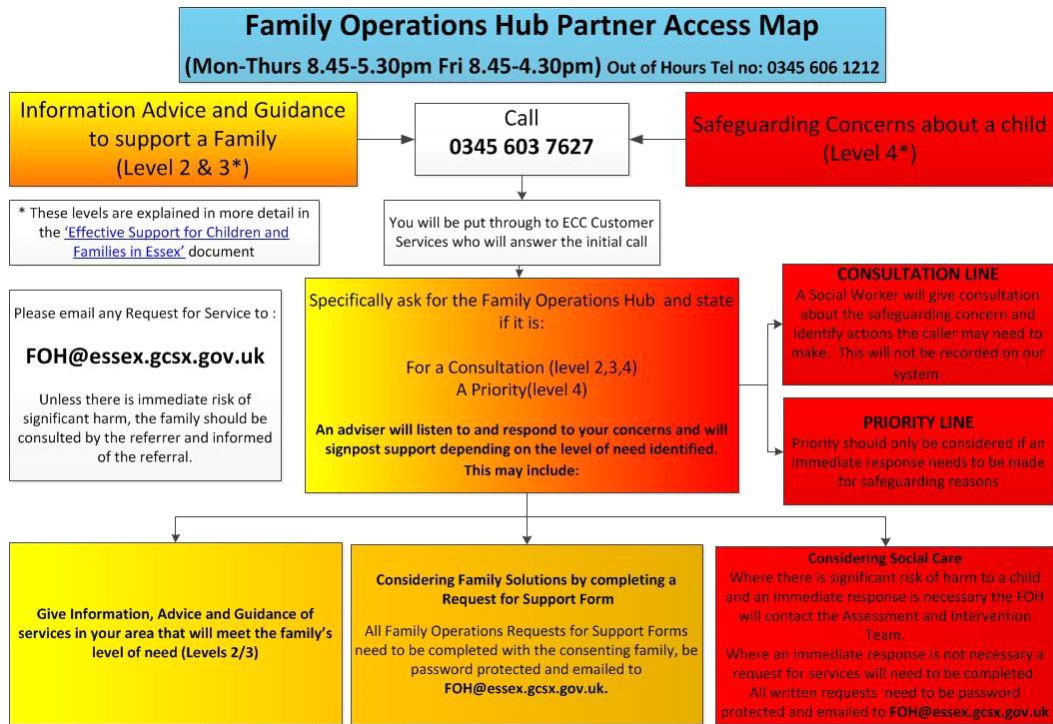 Family Operations Hub Partner Access Map
(Mon-Thurs 8.45-5.30pm Fri 8.45-4.30pm) Out of Hours Tel no: 0345 606 1212
Information Advice and Guidance
to support a Family
(Level 2 & 3*)
Call
0345 603 7627
Safeguarding Concerns about a child
(Level 4*)
* These levels are explained in more detail in
the ‘Effective Support for Children and
Families in Essex’ document
You will be put through to ECC Customer
Services who will answer the initial call
Please email any Request for Service to :
FOH@essex.gcsx.gov.uk
Unless there is immediate risk of
significant harm, the family should be
consulted by the referrer and informed
of the referral.
Specifically ask for the Family Operations Hub and state
if it is:
For a Consultation (level 2,3,4)
A Priority(level 4)
An adviser will listen to and respond to your concerns and will
signpost support depending on the level of need identified.
This may include:
CONSULTATION LINE
A Social Worker will give consultation
about the safeguarding concern and
identify actions the caller may need to
make. This will not be recorded on our
system.
PRIORITY LINE
Priority should only be considered if an
immediate response needs to be made
for safeguarding reasons
Give Information, Advice and Guidance of
services in your area that will meet the family’s
level of need (Levels 2/3)
Considering Family Solutions by completing a
Request for Support Form
All Family Operations Requests for Support Forms
need to be completed with the consenting family, be
password protected and emailed to
FOH@essex.gcsx.gov.uk.
Considering Social Care
Where there is significant risk of harm to a child
and an immediate response is necessary the FOH
will contact the Assessment and Intervention
Team.
Where an immediate response is not necessary a
request for services will need to be completed
All written requests need to be password
protected and emailed to FOH@essex.gcsx.gov.uk